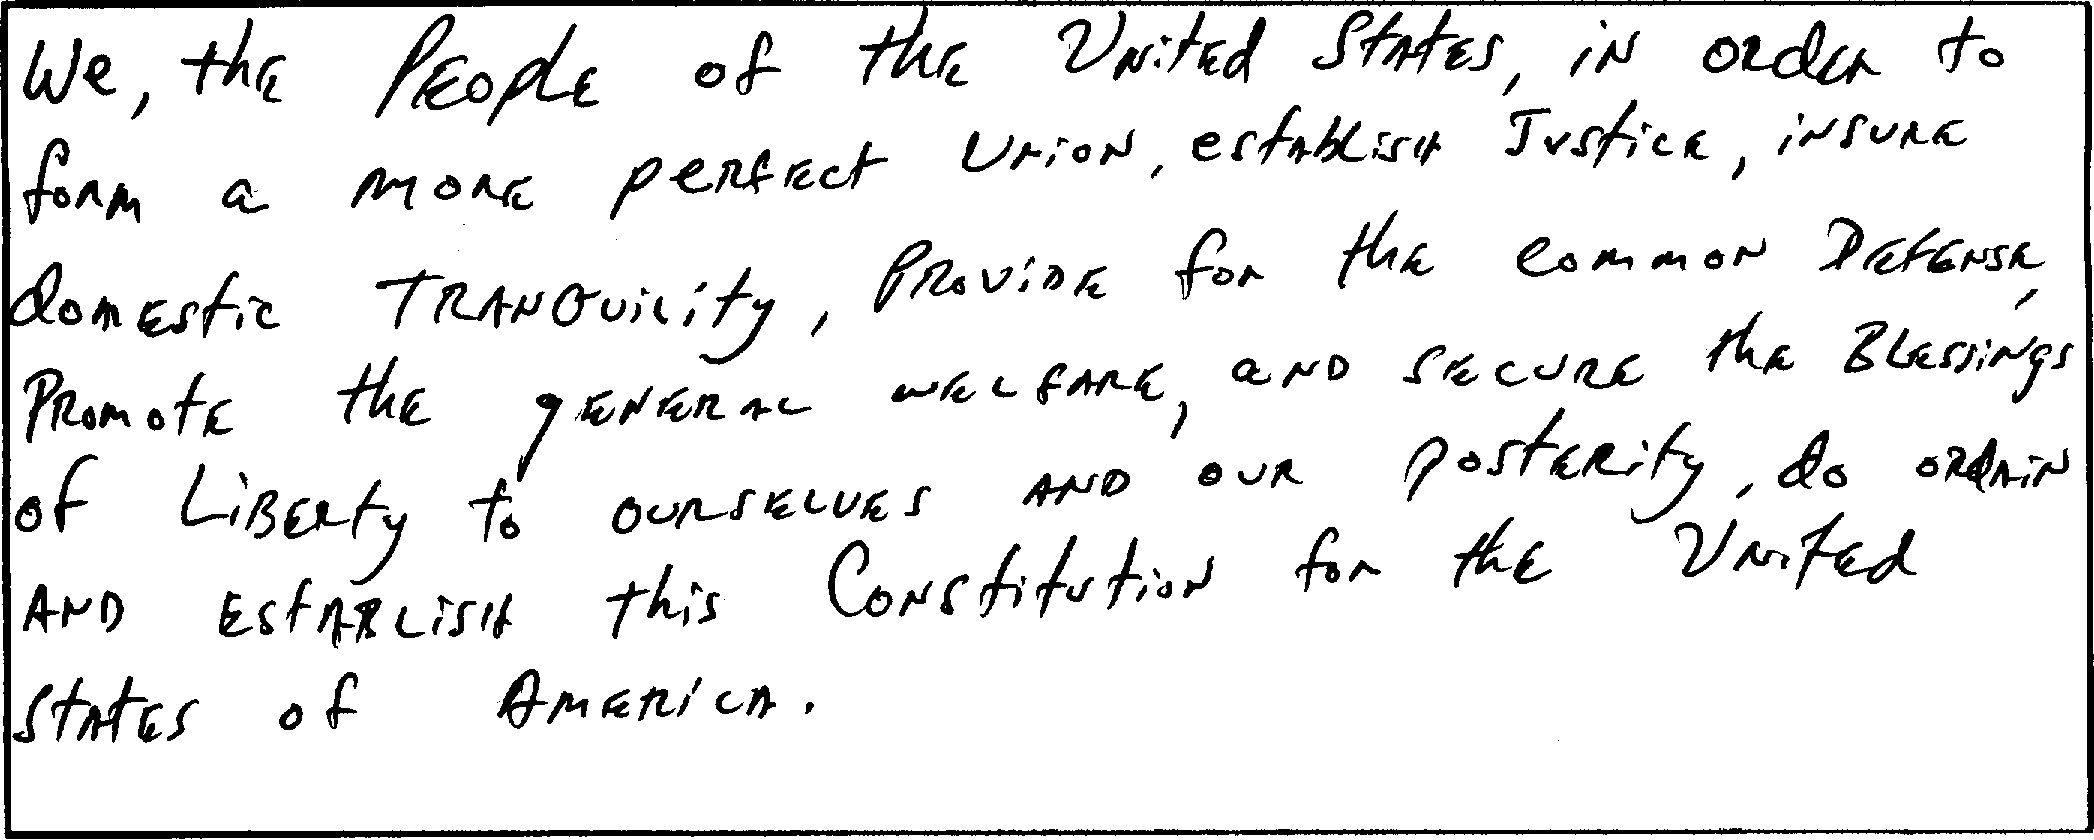 We, the People of the United States, in order to
form a more perfect Union, establish Justice, insure
domestic TRANQuility, Provide for the common Defense,
Promote the general welfare, and secure the Blessings
of Liberty to ourselves AND our posterity, do ordain
AND ESTABLISH this Constitution for the United
States of America.